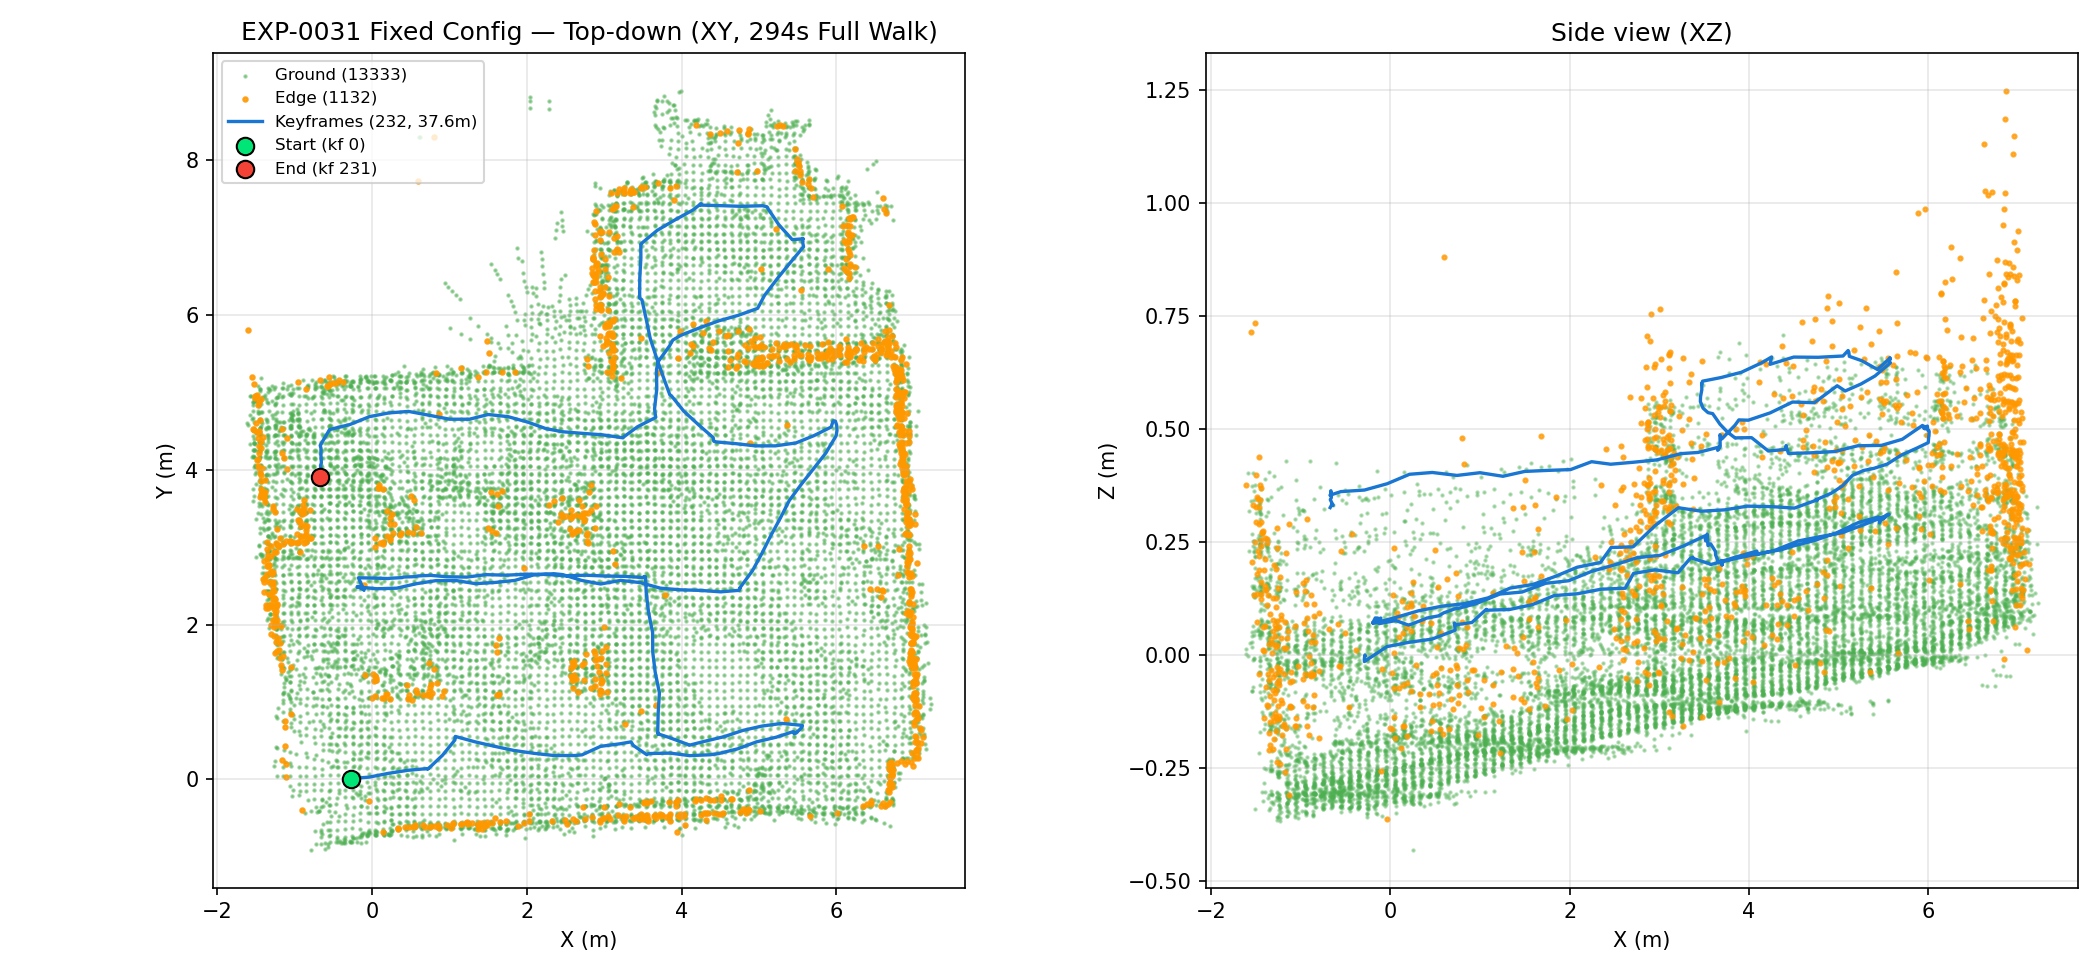 EXP-0031 Fixed Config — Top-down (XY, 294s Full Walk)
Ground (13333)
Edge (1132)
Keyframes (232, 37.6m)
Start (kf 0)
End (kf 231)
8
6
4
2
0
Y (m)
−2
0
2
4
6
X (m)
Side view (XZ)
1.25
1.00
0.75
0.50
0.25
0.00
−0.25
−0.50
Z (m)
−2
0
2
4
6
X (m)